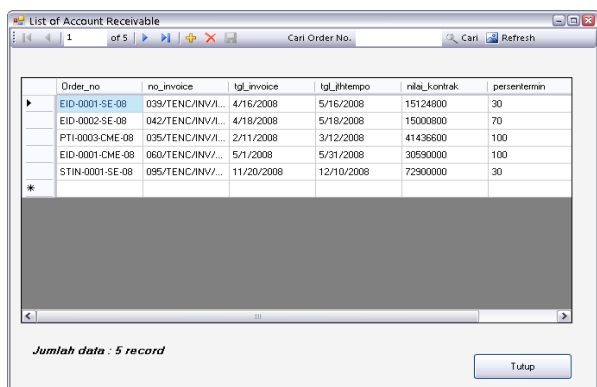 List of Account Receivable
1 of 5 Cari Order No. Cari Refresh
Order_no no_invoice tgl_invoice tgl_jthtempo nilai_kontrak persentermin
EID-0001-SE-08 039/TENC/INV/I... 4/16/2008 5/16/2008 15124800 30
EID-0002-SE-08 042/TENC/INV/I... 4/18/2008 5/18/2008 15000800 70
PTI-0003-CME-08 035/TENC/INV/I... 2/11/2008 3/12/2008 41436600 100
EID-0001-CME-08 060/TENC/INV/... 5/1/2008 5/31/2008 30590000 100
STIN-0001-SE-08 095/TENC/INV/... 11/20/2008 12/10/2008 72900000 30
Jumlah data : 5 record
Tutup